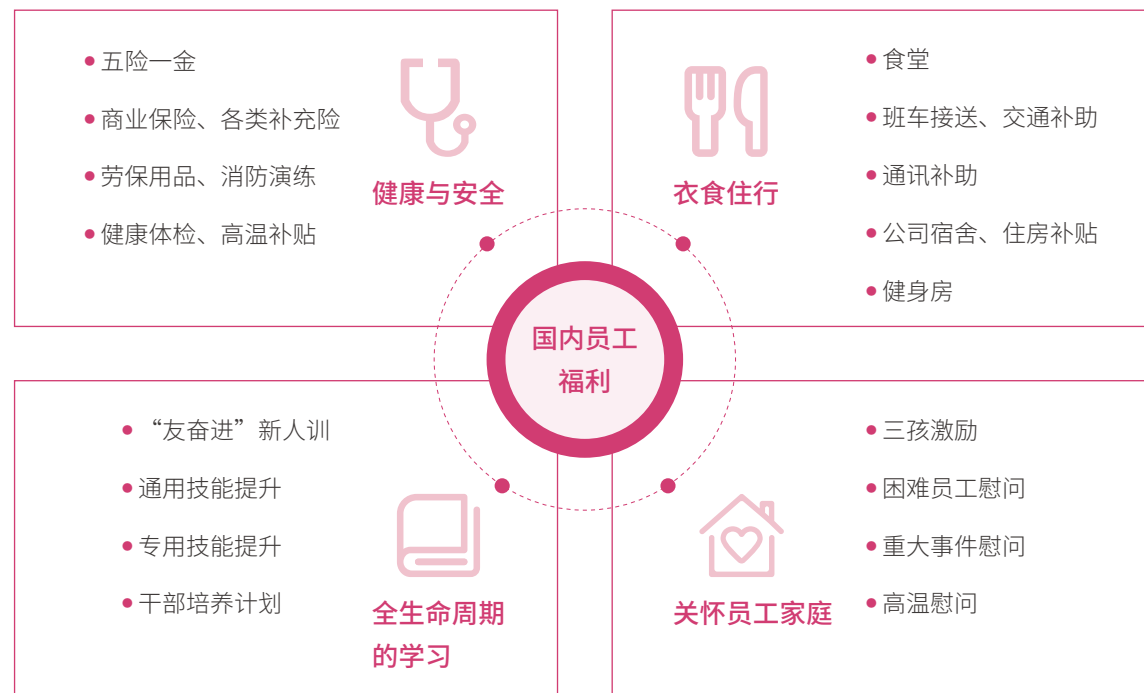 五险一金
商业保险、各类补充险
劳保用品、消防演练
健康体检、高温补贴
健康与安全
食堂
班车接送、交通补助
通讯补助
公司宿舍、住房补贴
健身房
衣食住行
国内员工
福利
“友奋进”新人训
通用技能提升
专用技能提升
干部培养计划
全生命周期
的学习
三孩激励
困难员工慰问
重大事件慰问
高温慰问
关怀员工家庭